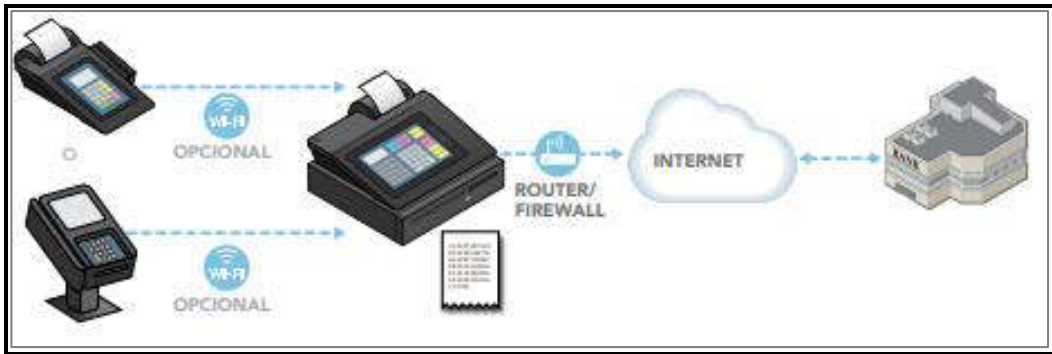 WI-FI
OPCIONAL
O
WI-FI
OPCIONAL
ROUTER/
FIREWALL
INTERNET
BANK